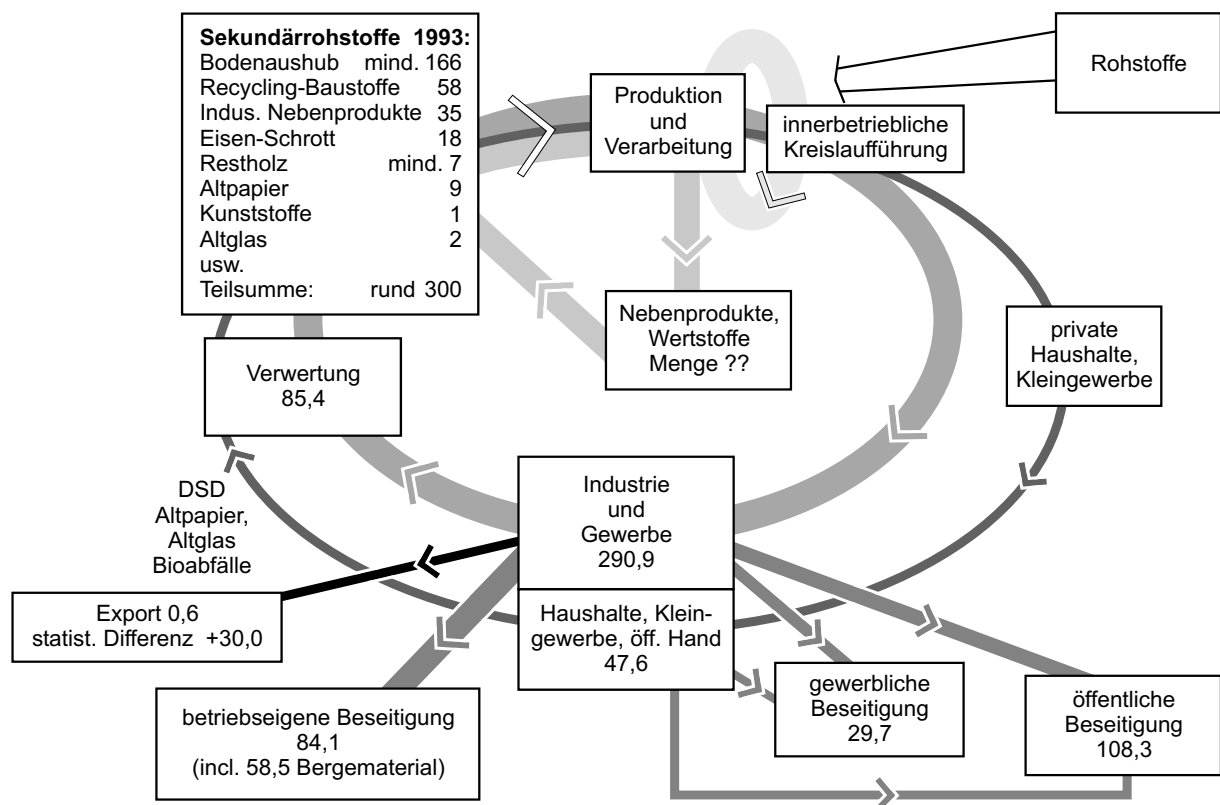 Sekundärrohstoffe 1993:
Bodenaushub mind. 166
Recycling-Baustoffe 58
Indus. Nebenprodukte 35
Eisen-Schrott 18
Restholz mind. 7
Altpapier 9
Kunststoffe 1
Altglas 2
usw.
Teilsumme: rund 300
Produktion
und
Verarbeitung
innerbetriebliche
Kreislaufführung
Rohstoffe
Nebenprodukte,
Wertstoffe
Menge ??
private
Haushalte,
Kleingewerbe
Verwertung
85,4
DSD
Altpapier,
Altglas
Bioabfälle
Industrie
und
Gewerbe
290,9
Haushalte, Klein-
gewerbe, öff. Hand
47,6
Export 0,6
statist. Differenz +30,0
betriebseigene Beseitigung
84,1
(incl. 58,5 Bergematerial)
gewerbliche
Beseitigung
29,7
öffentliche
Beseitigung
108,3